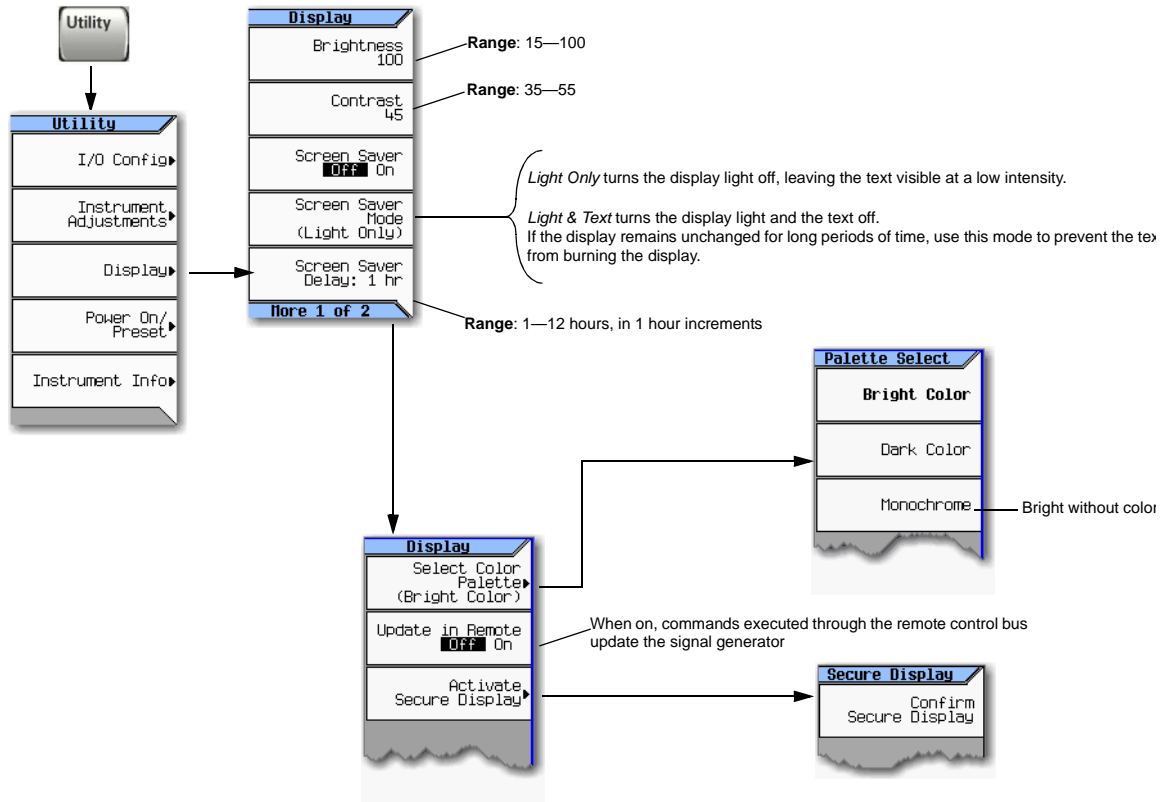 Utility
Utility
I/O Config
Instrument
Adjustments
Display
Power On/
Preset
Instrument Info
Display
Brightness
100
Contrast
45
Screen Saver
Off On
Screen Saver
Mode
(Light Only)
Screen Saver
Delay: 1 hr
More 1 of 2
Range: 15—100
Range: 35—55
Light Only turns the display light off, leaving the text visible at a low intensity.
Light & Text turns the display light and the text off.
If the display remains unchanged for long periods of time, use this mode to prevent the tex
from burning the display.
Range: 1—12 hours, in 1 hour increments
Palette Select
Bright Color
Dark Color
Monochrome
Bright without color
Display
Select Color
Palette
(Bright Color)
Update in Remote
Off On
Activate
Secure Display
When on, commands executed through the remote control bus
update the signal generator
Secure Display
Confirm
Secure Display